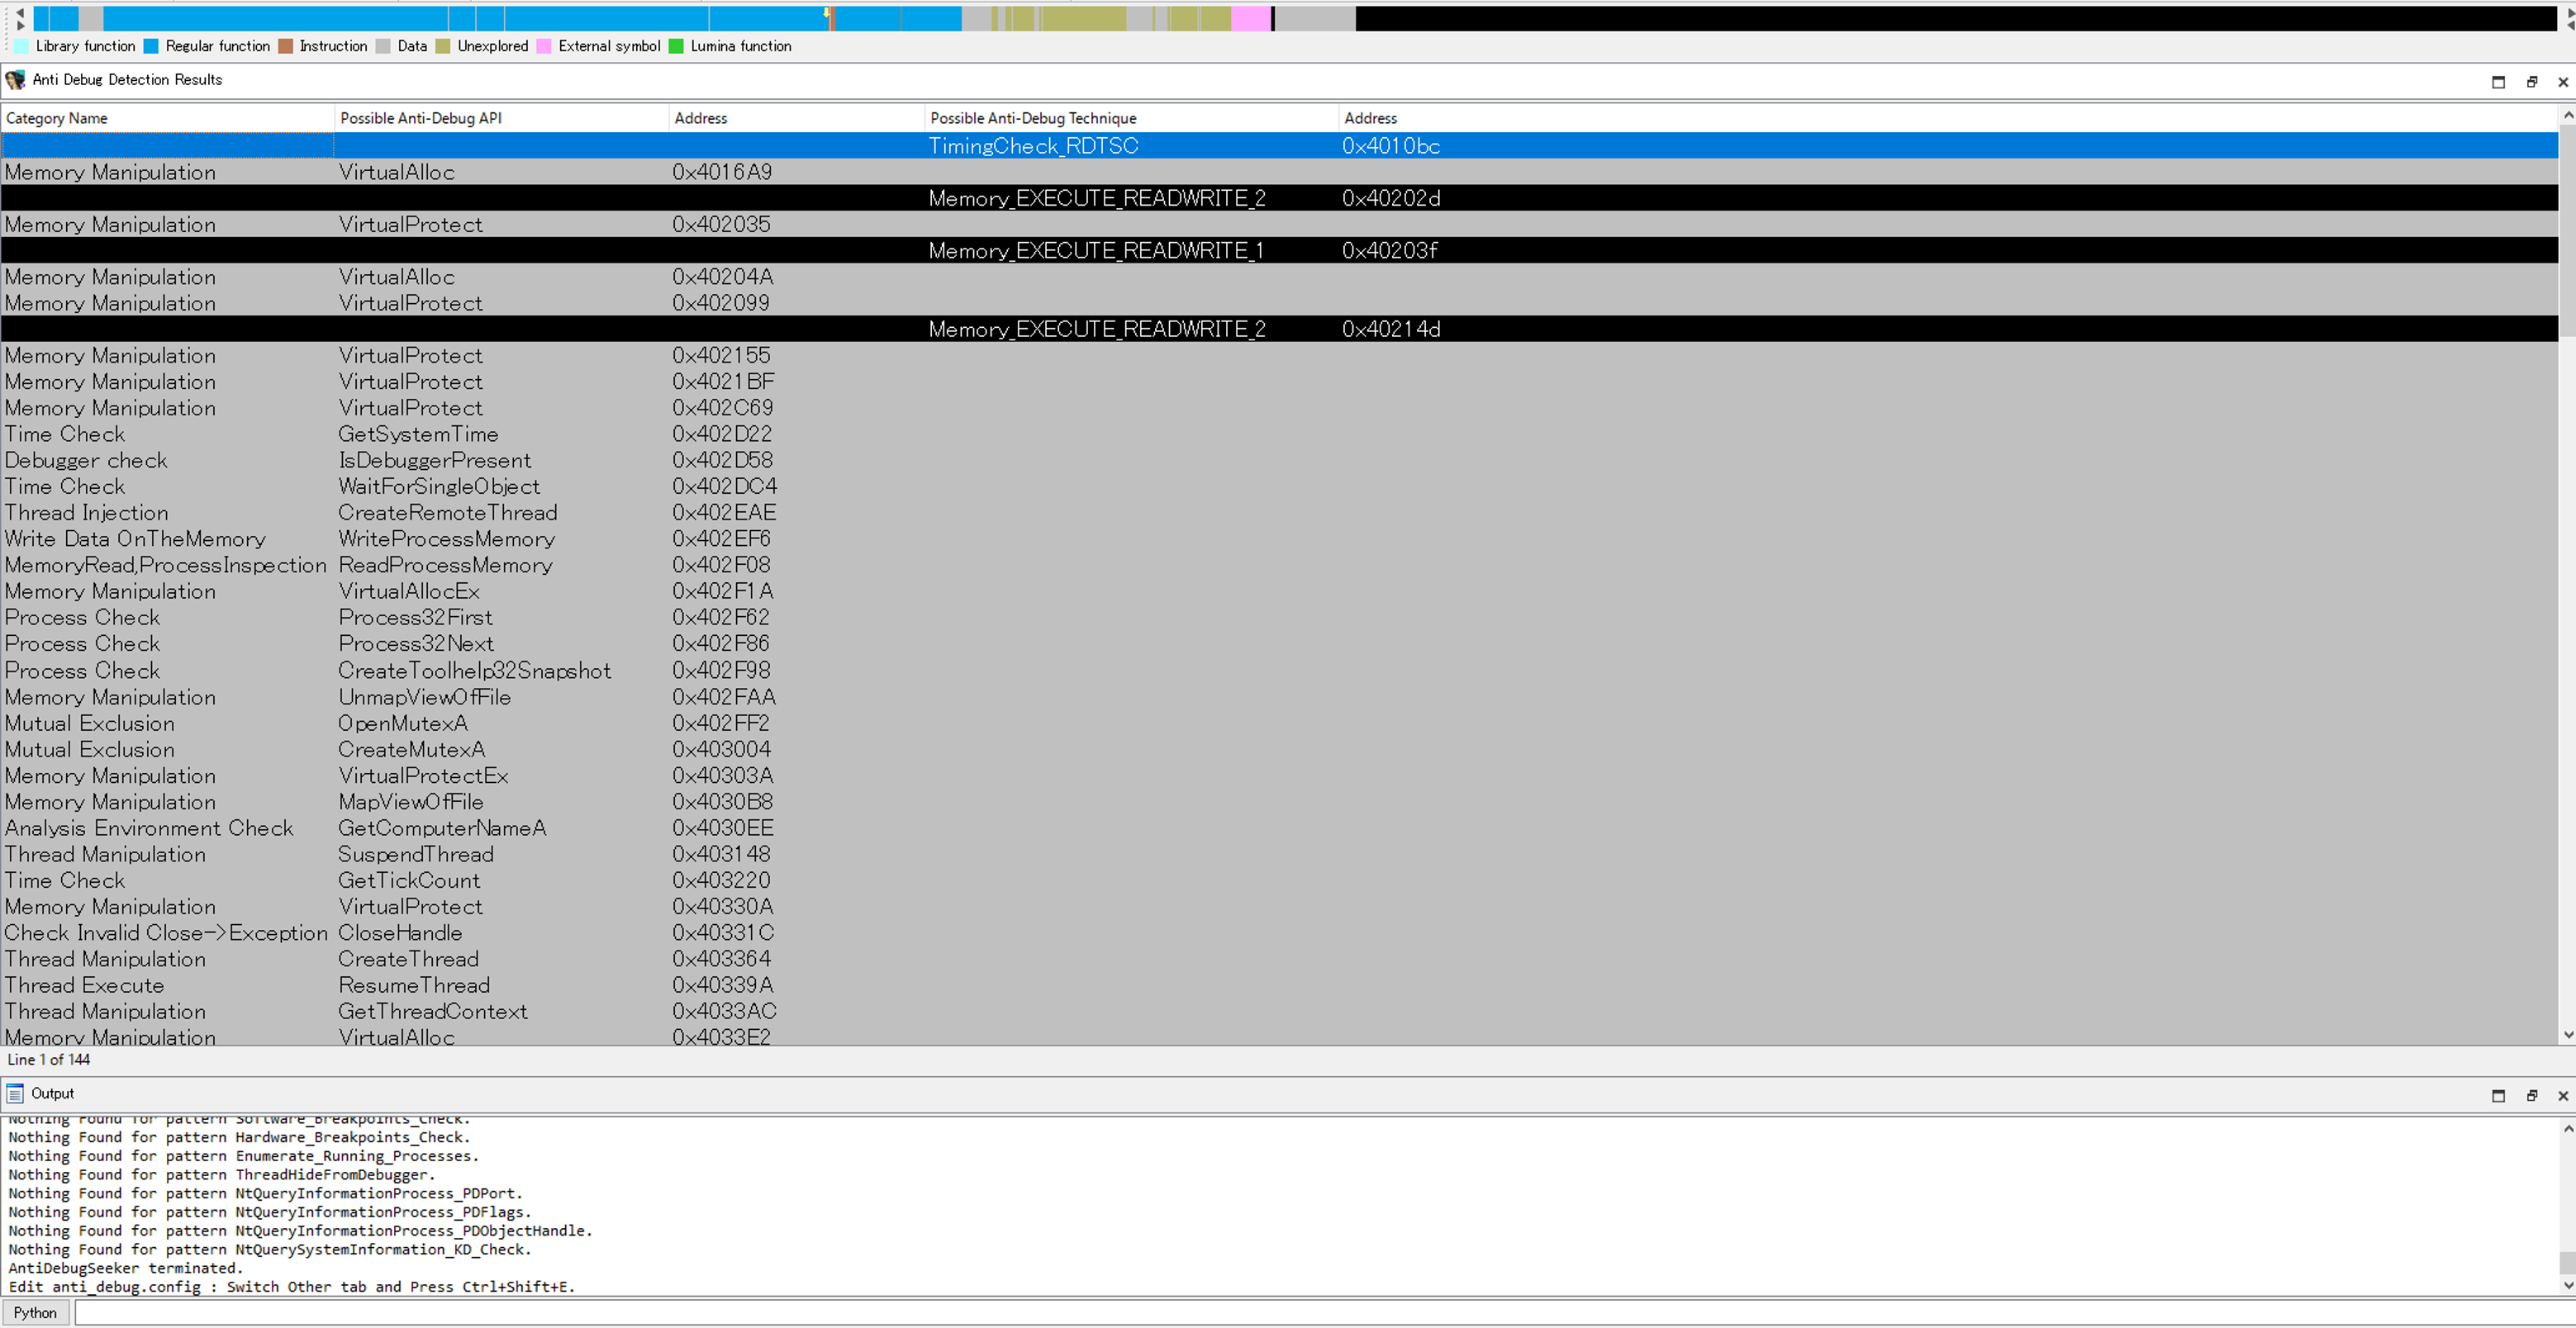 Library function Regular function Instruction Data Unexplored External symbol Lumina function
Anti Debug Detection Results
Category Name Possible Anti-Debug API Address Possible Anti-Debug Technique Address
TimingCheck_RDTSC 0x4010bc
Memory Manipulation VirtualAlloc 0x4016A9
Memory_EXECUTE_READWRITE_2 0x40202d
Memory Manipulation VirtualProtect 0x402035
Memory_EXECUTE_READWRITE_1 0x40203f
Memory Manipulation VirtualAlloc 0x40204A
Memory Manipulation VirtualProtect 0x402099
Memory_EXECUTE_READWRITE_2 0x40214d
Memory Manipulation VirtualProtect 0x402155
Memory Manipulation VirtualProtect 0x4021BF
Memory Manipulation VirtualProtect 0x402C69
Time Check GetSystemTime 0x402D22
Debugger check IsDebuggerPresent 0x402D58
Time Check WaitForSingleObject 0x402DC4
Thread Injection CreateRemoteThread 0x402EAE
Write Data OnTheMemory WriteProcessMemory 0x402EF6
MemoryRead,ProcessInspection ReadProcessMemory 0x402F08
Memory Manipulation VirtualAllocEx 0x402F1A
Process Check Process32First 0x402F62
Process Check Process32Next 0x402F86
Process Check CreateToolhelp32Snapshot 0x402F98
Memory Manipulation UnmapViewOfFile 0x402FAA
Mutual Exclusion OpenMutexA 0x402FF2
Mutual Exclusion CreateMutexA 0x403004
Memory Manipulation VirtualProtectEx 0x40303A
Memory Manipulation MapViewOfFile 0x4030B8
Analysis Environment Check GetComputerNameA 0x4030EE
Thread Manipulation SuspendThread 0x403148
Time Check GetTickCount 0x403220
Memory Manipulation VirtualProtect 0x40330A
Check Invalid Close->Exception CloseHandle 0x40331C
Thread Manipulation CreateThread 0x403364
Thread Execute ResumeThread 0x40339A
Thread Manipulation GetThreadContext 0x4033AC
Memory Manipulation VirtualAlloc 0x4033E2
Line 1 of 144
Output
Nothing Found for pattern Software_Breakpoints_Check.
Nothing Found for pattern Hardware_Breakpoints_Check.
Nothing Found for pattern Enumerate_Running_Processes.
Nothing Found for pattern ThreadHideFromDebugger.
Nothing Found for pattern NtQueryInformationProcess_PDPort.
Nothing Found for pattern NtQueryInformationProcess_PDFlags.
Nothing Found for pattern NtQueryInformationProcess_PDObjectHandle.
Nothing Found for pattern NtQuerySystemInformation_KD_Check.
AntiDebugSeeker terminated.
Edit anti_debug.config : Switch Other tab and Press Ctrl+Shift+E.
Python